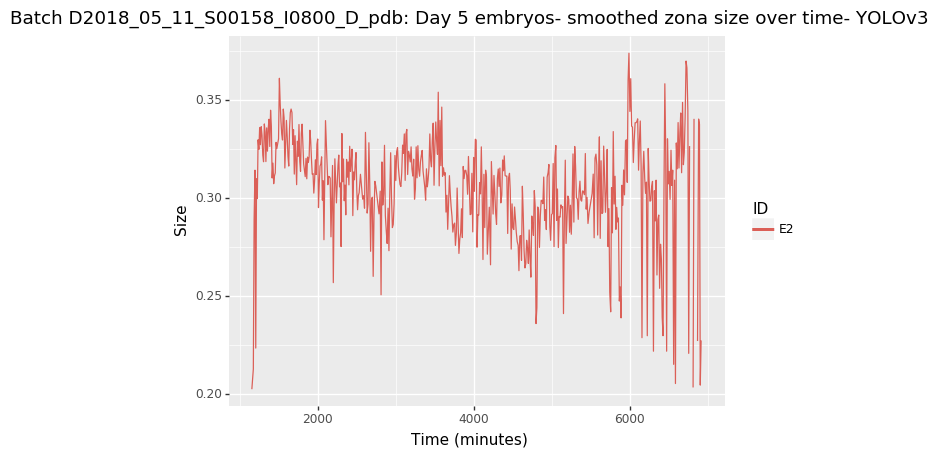 Batch D2018_05_11_S00158_I0800_D_pdb: Day 5 embryos- smoothed zona size over time- YOLOv3
0.35
0.30
0.25
0.20
Size
2000
4000
6000
Time (minutes)
ID
E2